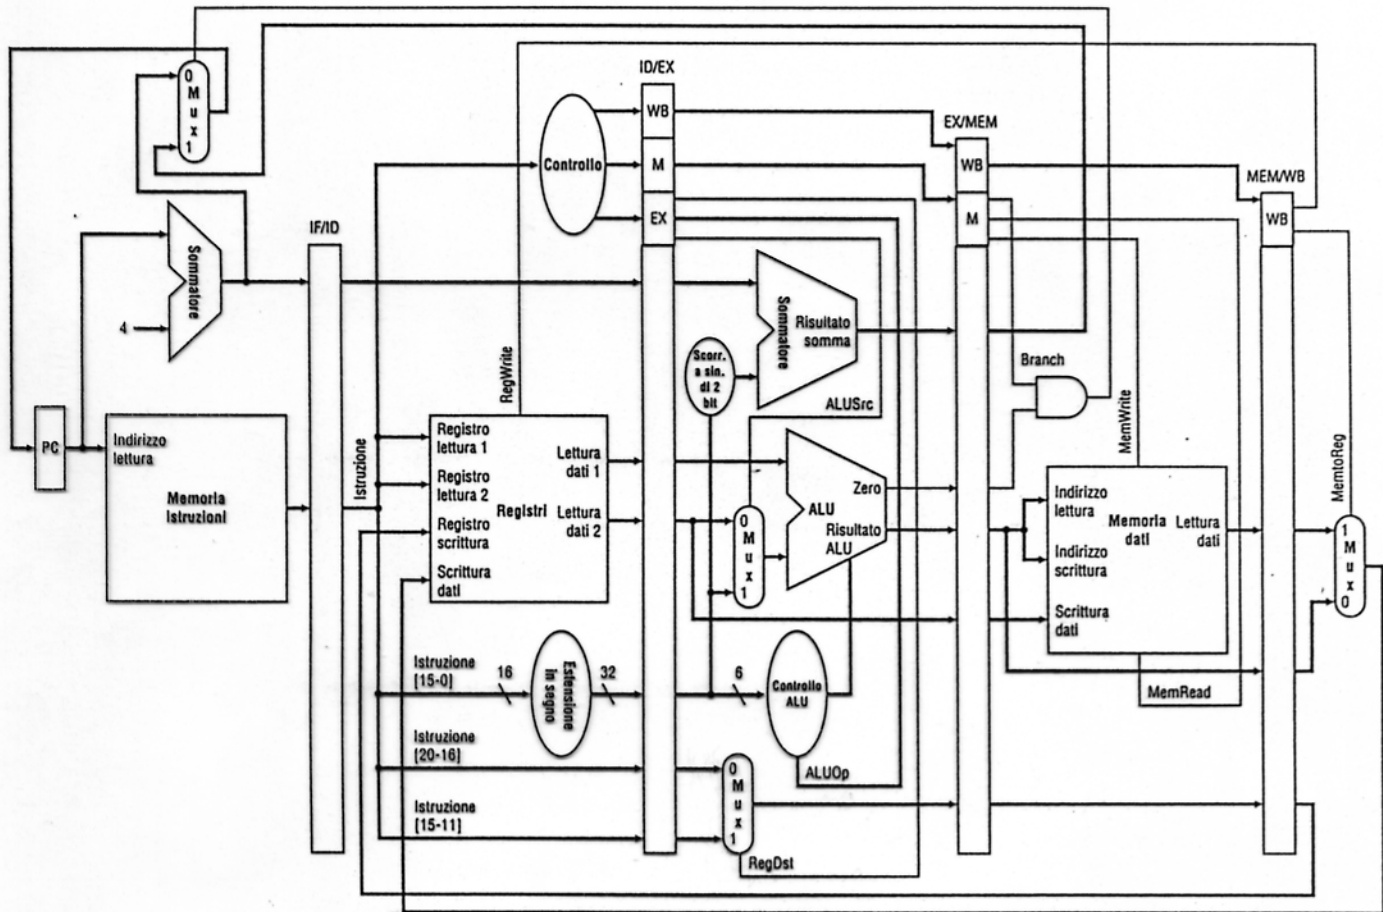 0
M
u
x
1
ID/EX
WB
Controllo
M
EX
EX/MEM
WB
M
MEM/WB
WB
IF/ID
Sommatore
4
Sommatore
Risultato
somma
Scorr.
a sin.
di 2
bit
Branch
RegWrite
ALUSrc
MemWrite
MemtoReg
PC
Indirizzo
lettura
Memoria
Istruzioni
Istruzione
Registro
lettura 1
Registro
lettura 2
Registro
scrittura
Scrittura
dati
Registri
Lettura
dati 1
Lettura
dati 2
0
M
u
x
1
ALU
Zero
Risultato
ALU
Indirizzo
lettura
Indirizzo
scrittura
Scrittura
dati
Memoria
dati
Lettura
dati
1
M
u
x
0
Istruzione
[15-0]
16
Estensione
in segno
32
6
Controllo
ALU
MemRead
Istruzione
[20-16]
Istruzione
[15-11]
0
M
u
x
1
ALUOp
RegDst